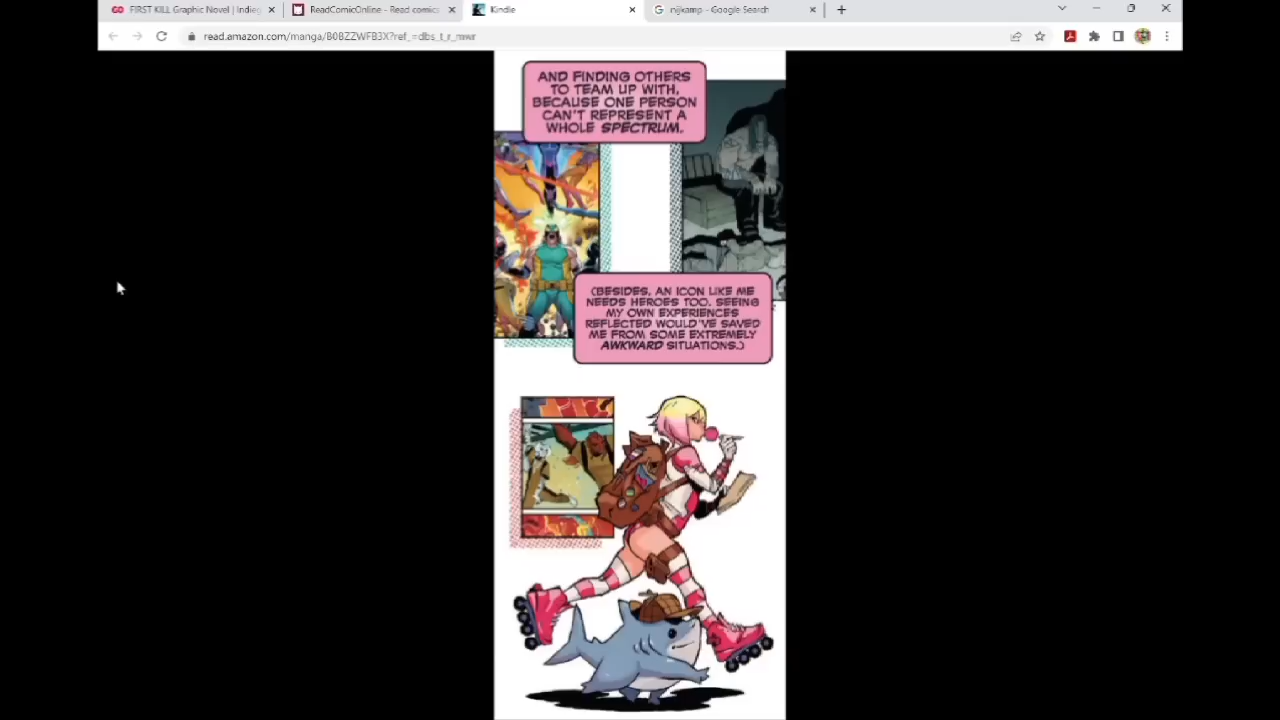 FIRST KILL Graphic Novel | Indieg
ReadComicOnline - Read comics
Kindle
nijkamp - Google Search
read.amazon.com/manga/B0BZZWFB3X?ref_=dbs_t_r_mwr
AND FINDING OTHERS
TO TEAM UP WITH,
BECAUSE ONE PERSON
CAN'T REPRESENT A
WHOLE SPECTRUM.
(BESIDES, AN ICON LIKE ME
NEEDS HEROES TOO. SEEING
MY OWN EXPERIENCES
REFLECTED WOULD'VE SAVED
ME FROM SOME EXTREMELY
AWKWARD SITUATIONS.)